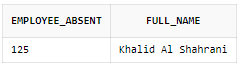 EMPLOYEE_ABSENT FULL_NAME
125 Khalid Al Shahrani